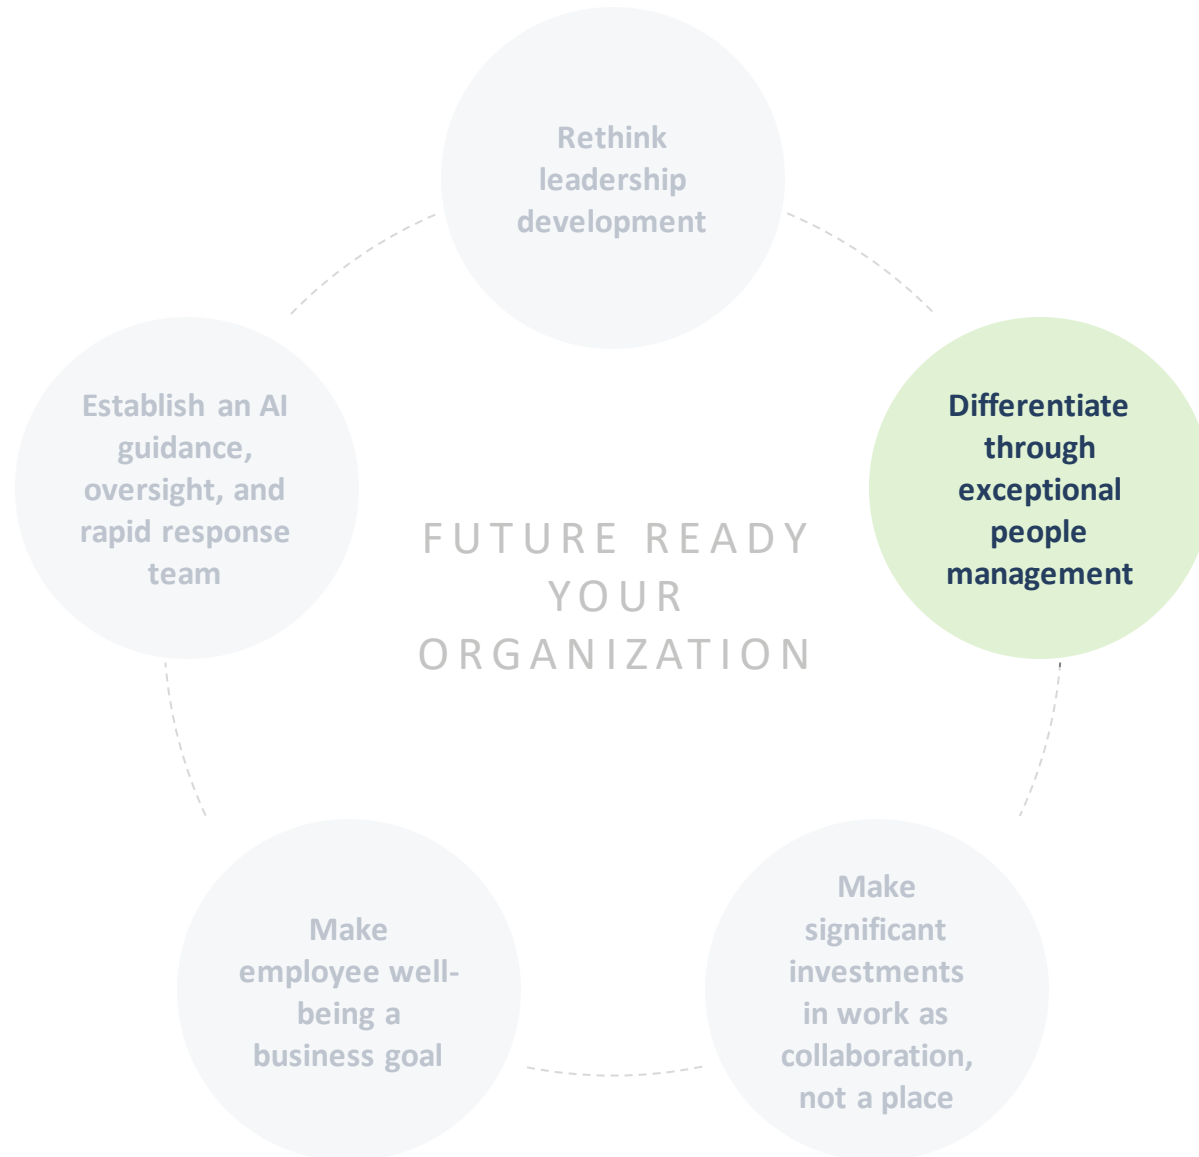 Rethink
leadership
development
Differentiate
through
exceptional
people
management
Establish an AI
guidance,
oversight, and
rapid response
team
FUTURE READY
YOUR
ORGANIZATION
Make
significant
investments
in work as
collaboration,
not a place
Make
employee well-
being a
business goal